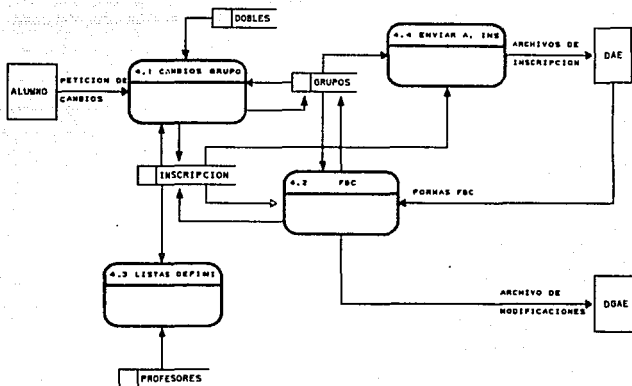 DOBLES
4.4 ENVIAR A, INS
ARCHIVOS DE
INSCRIPCION
DAE
4.1 CAMBIOS GRUPO
ALUMNO
PETICION DE
CAMBIOS
GRUPOS
INSCRIPCION
4.2 FBC
FORMAS FBC
4.3 LISTAS DEFINI
ARCHIVO DE
MODIFICACIONES
DGAE
PROFESORES